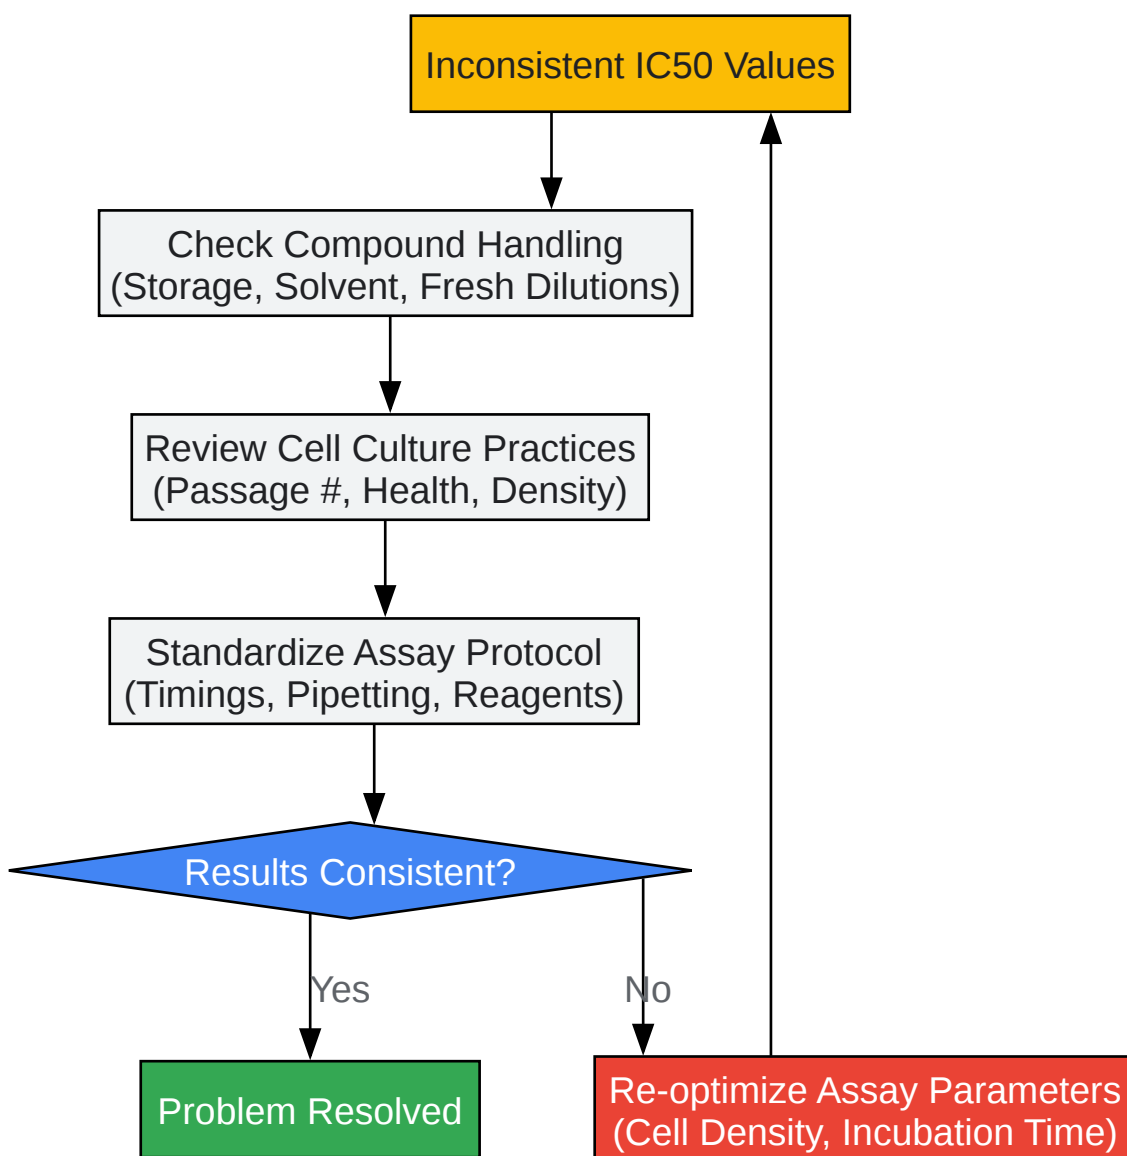 Inconsistent IC50 Values
Check Compound Handling
(Storage, Solvent, Fresh Dilutions)
Review Cell Culture Practices
(Passage #, Health, Density)
Standardize Assay Protocol
(Timings, Pipetting, Reagents)
Results Consistent?
Yes
No
Problem Resolved
Re-optimize Assay Parameters
(Cell Density, Incubation Time)